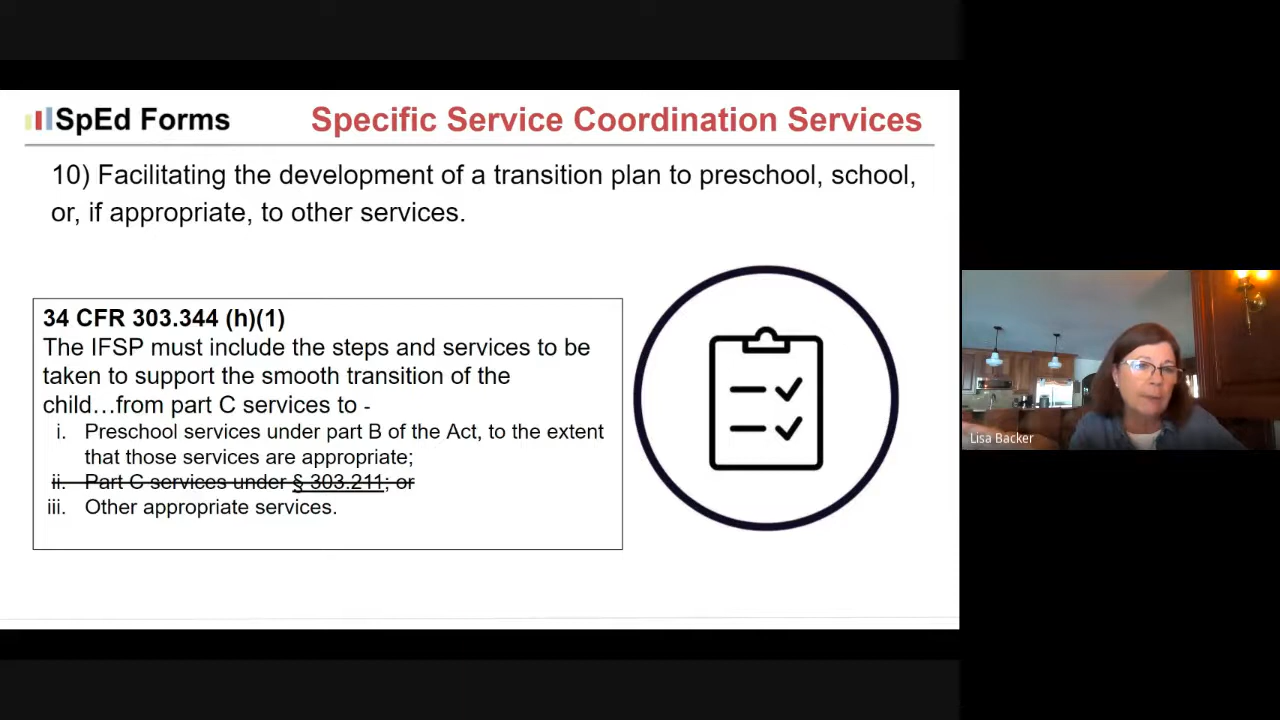 SpEd Forms
Specific Service Coordination Services
10) Facilitating the development of a transition plan to preschool, school,
or, if appropriate, to other services.
34 CFR 303.344 (h)(1)
The IFSP must include the steps and services to be
taken to support the smooth transition of the
child…from part C services to -
i. Preschool services under part B of the Act, to the extent
that those services are appropriate;
ii. Part C services under § 303.211; or
iii. Other appropriate services.
Lisa Backer